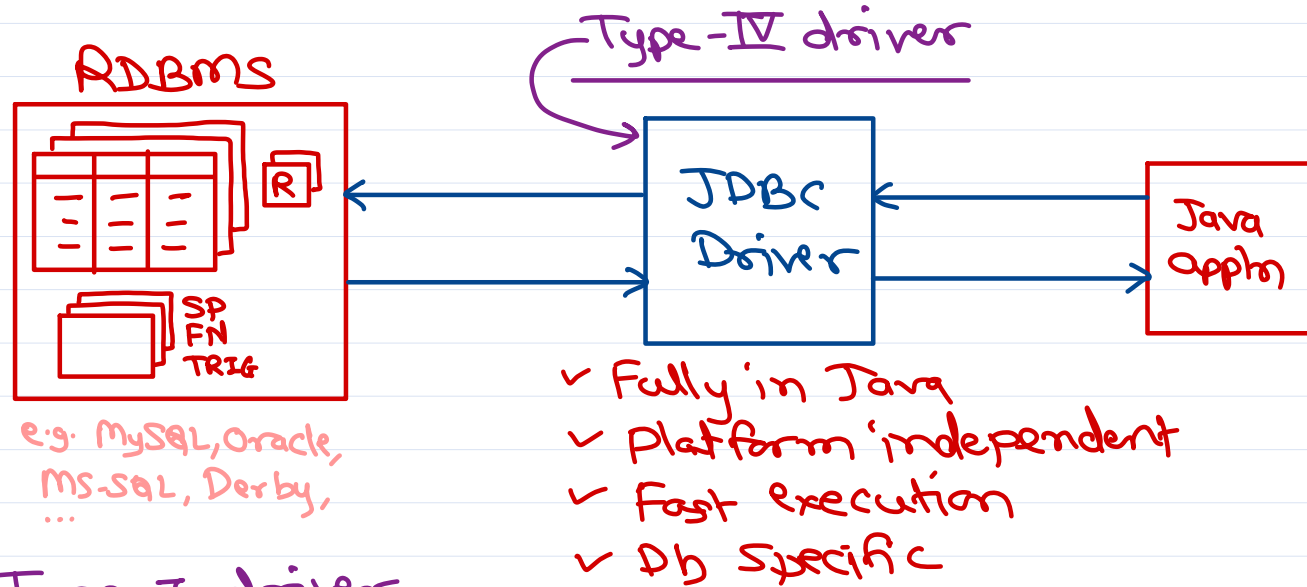 Type-IV driver
RDBMS
R
SP
FN
TRIG
JDBC
Driver
Java
appln
e.g. MySQL, Oracle,
MS-SQL, Derby,
...
✓ Fully in Java
✓ Platform independent
✓ Fast execution
✓ Db specific
driver